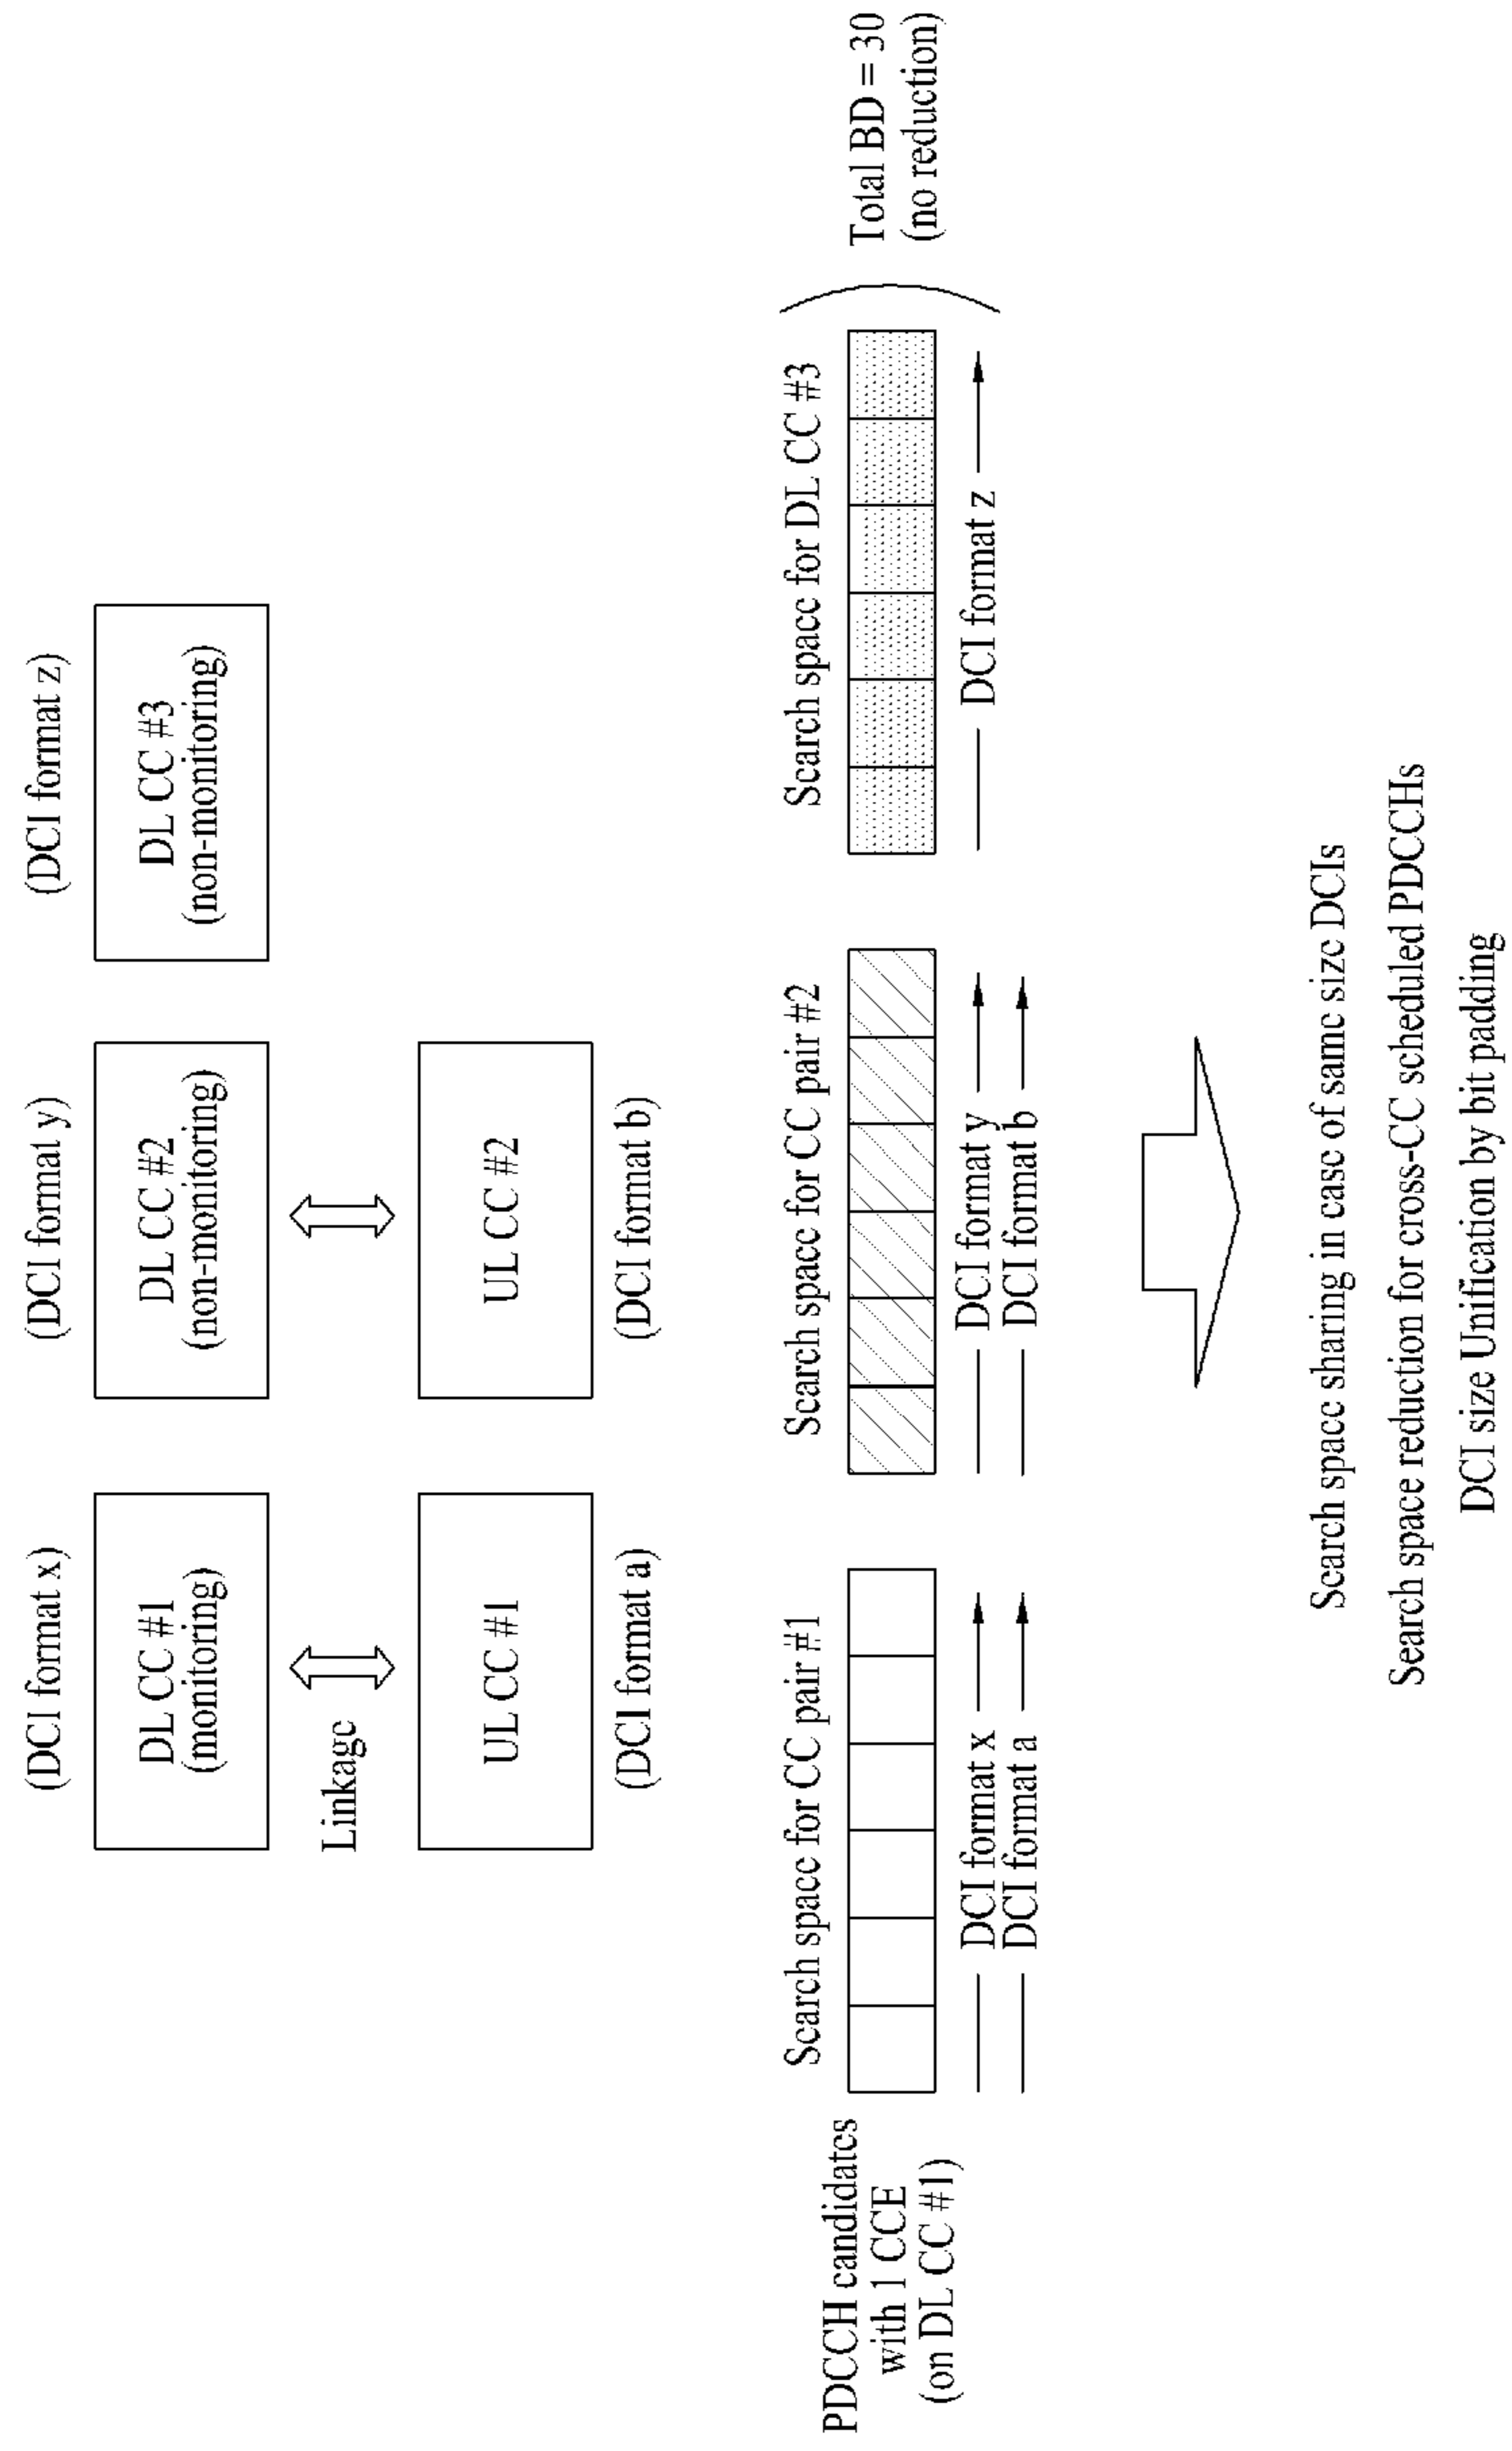 (DCI format x)
(DCI format y)
(DCI format z)
DL CC #1
(monitoring)
DL CC #2
(non-monitoring)
DL CC #3
(non-monitoring)
Linkage
UL CC #1
UL CC #2
(DCI format a)
(DCI format b)
Search space for CC pair #1
Search space for CC pair #2
Search space for DL CC #3
PDCCH candidates
with 1 CCE
(on DL CC #1)
Total BD = 30
(no reduction)
DCI format x
DCI format a
DCI format y
DCI format b
DCI format z
Search space sharing in case of same size DCIs
Search space reduction for cross-CC scheduled PDCCHs
DCI size Unification by bit padding